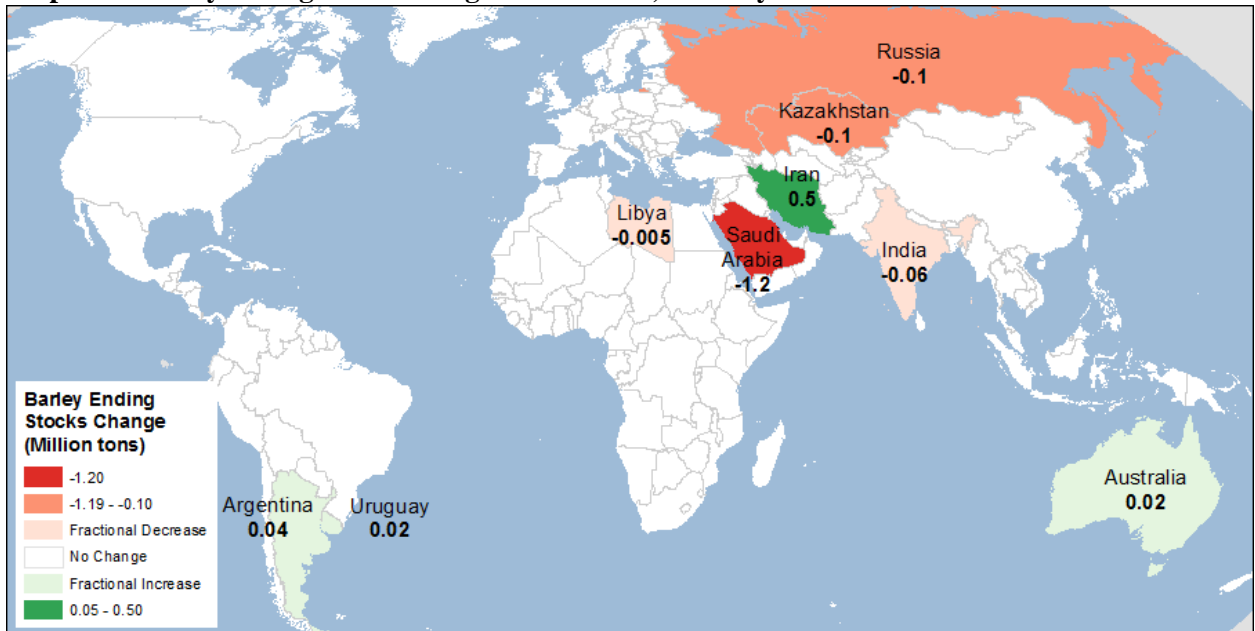 Russia
-0.1
Kazakhstan
-0.1
Iran
0.5
Libya
-0.005
Saudi
Arabia
-1.2
India
-0.06
Barley Ending
Stocks Change
(Million tons)
-1.20
-1.19 - -0.10
Fractional Decrease
No Change
Fractional Increase
0.05 - 0.50
Argentina
0.04
Uruguay
0.02
Australia
0.02